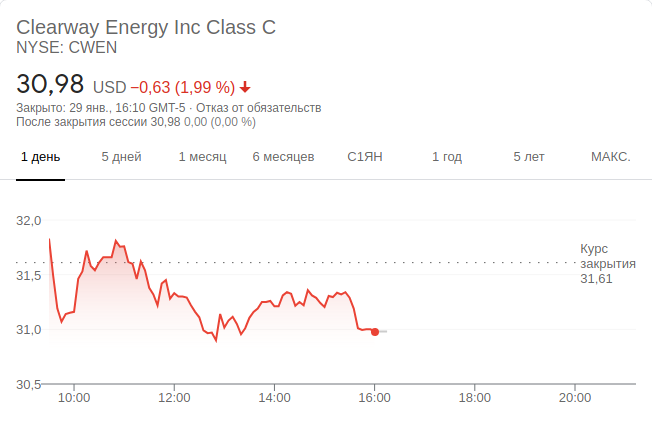 Clearway Energy Inc Class C
NYSE: CWEN
30,98 USD −0,63 (1,99 %)
Закрыто: 29 янв., 16:10 GMT-5 · Отказ от обязательств
После закрытия сессии 30,98 0,00 (0,00 %)
1 день 5 дней 1 месяц 6 месяцев С1ЯН 1 год 5 лет МАКС.
32,0
Курс
закрытия
31,61
31,5
31,0
30,5
10:00 12:00 14:00 16:00 18:00 20:00